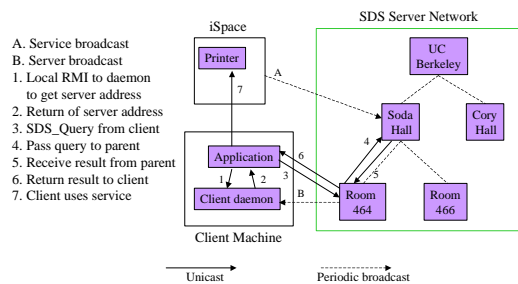 iSpace
SDS Server Network
A. Service broadcast
B. Server broadcast
1. Local RMI to daemon
to get server address
2. Return of server address
3. SDS_Query from client
4. Pass query to parent
5. Receive result from parent
6. Return result to client
7. Client uses service
Printer
A
7
UC
Berkeley
Soda
Hall
Cory
Hall
4
5
Application
6
1
2
3
Client daemon
B
Room
464
Room
466
Client Machine
Unicast
Periodic broadcast